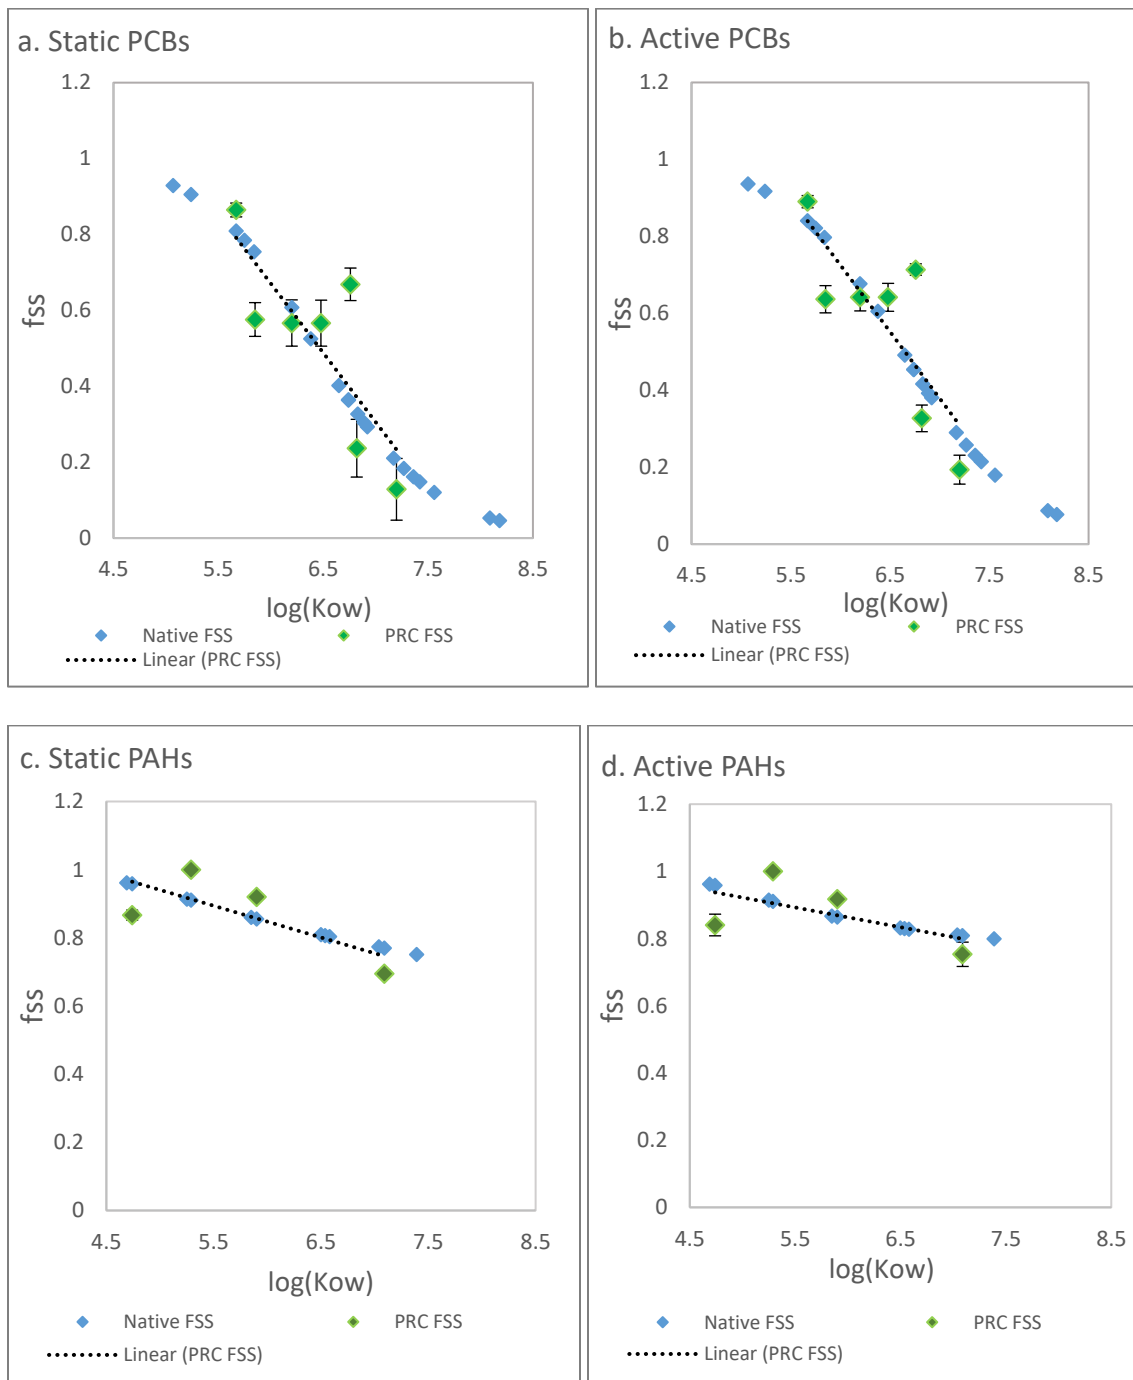 a. Static PCBs
1.2
1
0.8
0.6
0.4
0.2
0
fss
4.5 5.5 6.5 7.5 8.5
log(Kow)
Native FSS PRC FSS
Linear (PRC FSS)
b. Active PCBs
1.2
1
0.8
0.6
0.4
0.2
0
fss
4.5 5.5 6.5 7.5 8.5
log(Kow)
Native FSS PRC FSS
Linear (PRC FSS)
c. Static PAHs
1.2
1
0.8
0.6
0.4
0.2
0
fss
4.5 5.5 6.5 7.5 8.5
log(Kow)
Native FSS PRC FSS
Linear (PRC FSS)
d. Active PAHs
1.2
1
0.8
0.6
0.4
0.2
0
fss
4.5 5.5 6.5 7.5 8.5
log(Kow)
Native FSS PRC FSS
Linear (PRC FSS)